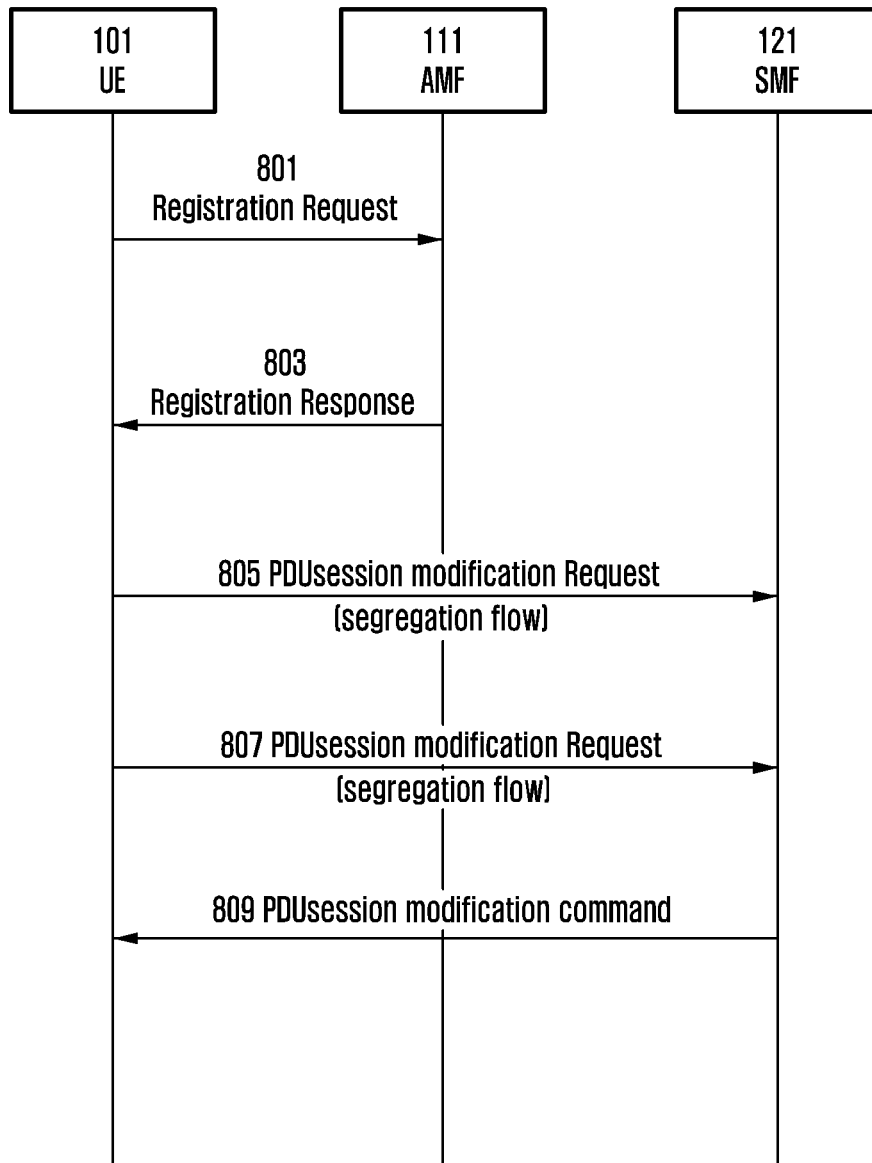 101
UE
111
AMF
121
SMF
801
Registration Request
803
Registration Response
805 PDUsession modification Request
(segregation flow)
807 PDUsession modification Request
(segregation flow)
809 PDUsession modification command